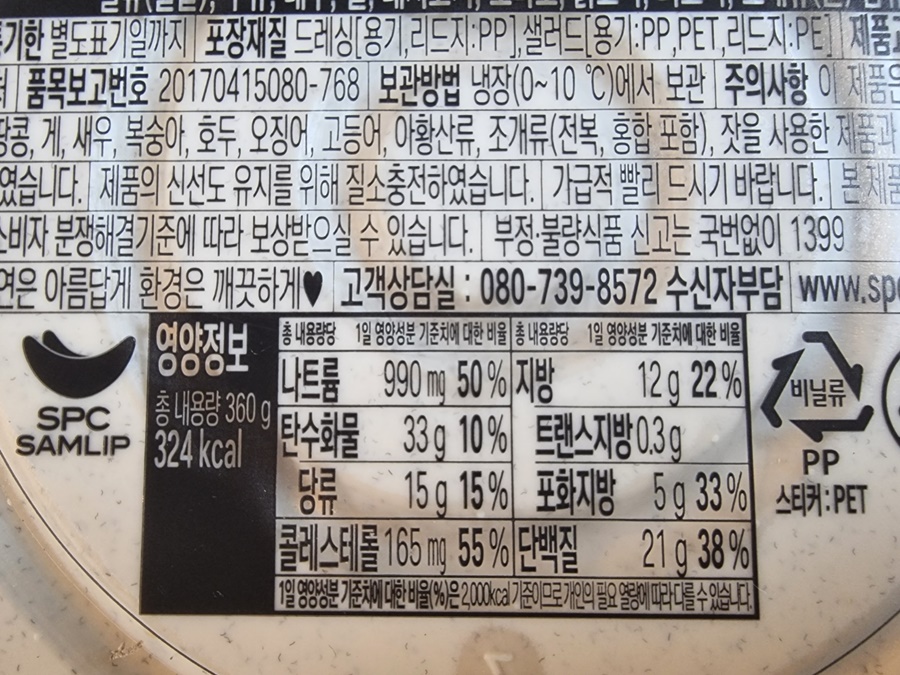 기한 별도표기일까지 포장재질 드레싱[용기,리드지:PP],샐러드[용기:PP,PET,리드지:PE]
품목보고번호 20170415080-768 보관방법 냉장(0~10 ℃)에서 보관 주의사항 이 제품은
땅콩, 게, 새우, 복숭아, 호두, 오징어, 고등어, 아황산류, 조개류(전복, 홍합 포함), 잣을 사용한 제품과
였습니다. 제품의 신선도 유지를 위해 질소충전하였습니다. 가급적 빨리 드시기 바랍니다. 본 제품
소비자 분쟁해결기준에 따라 보상받으실 수 있습니다. 부정·불량식품 신고는 국번없이 1399
연은 아름답게 환경은 깨끗하게♥ 고객상담실 : 080-739-8572 수신자부담 www.sp
SPC
SAMLIP
영양정보
총 내용량 360 g
324 kcal
총 내용량당 1일 영양성분 기준치에 대한 비율 총 내용량당 1일 영양성분 기준치에 대한 비율
나트륨 990 mg 50 % 지방 12 g 22 %
탄수화물 33 g 10 % 트랜스지방 0.3 g
당류 15 g 15 % 포화지방 5 g 33 %
콜레스테롤 165 mg 55 % 단백질 21 g 38 %
1일 영양성분 기준치에 대한 비율(%)은 2,000kcal 기준이므로 개인의 필요 열량에 따라 다를 수 있습니다.
비닐류
PP
스티커 : PET